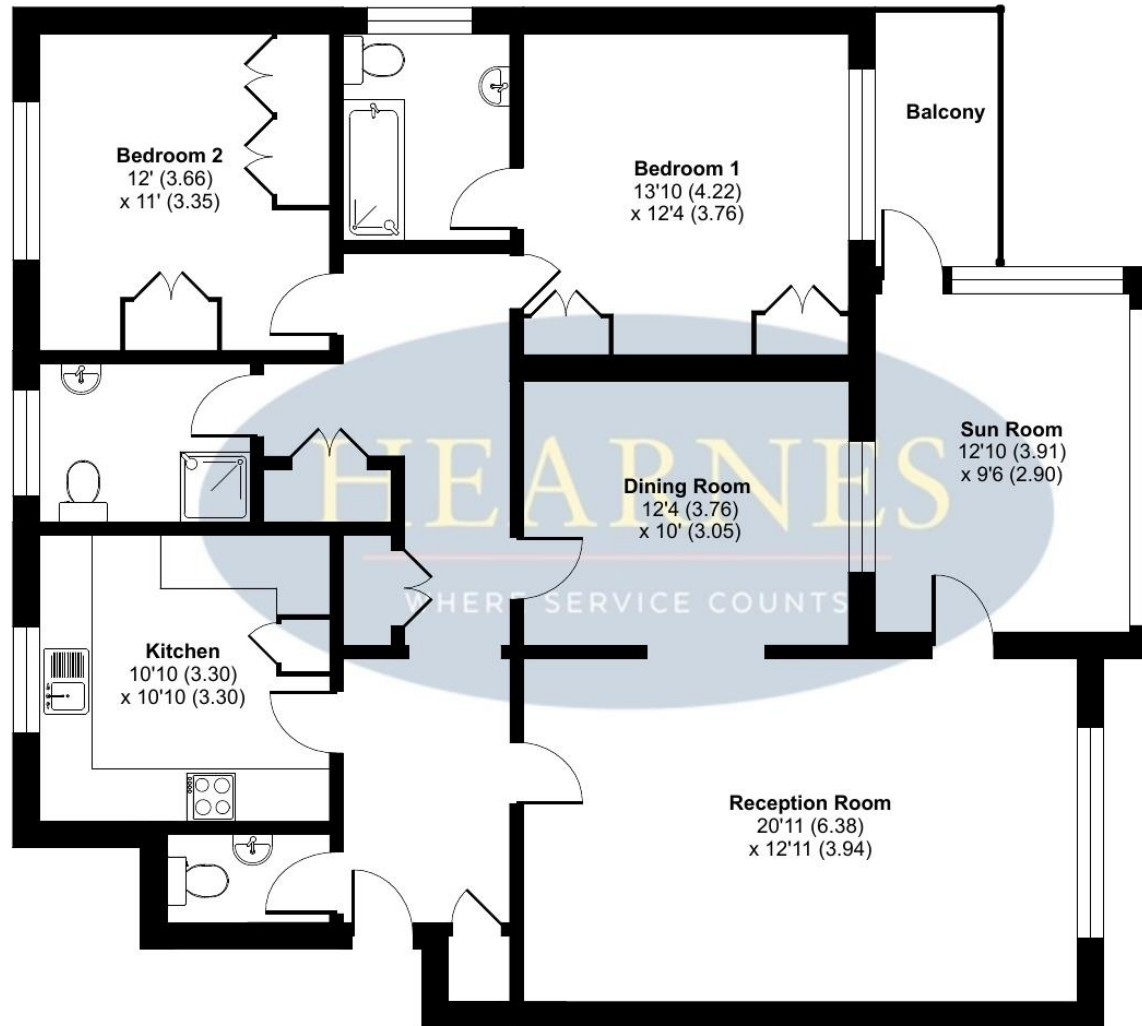 Bedroom 2
12' (3.66)
x 11' (3.35)
Bedroom 1
13'10 (4.22)
x 12'4 (3.76)
Balcony
Sun Room
12'10 (3.91)
x 9'6 (2.90)
HEARNES
WHERE SERVICE COUNTS
Dining Room
12'4 (3.76)
x 10' (3.05)
Kitchen
10'10 (3.30)
x 10'10 (3.30)
Reception Room
20'11 (6.38)
x 12'11 (3.94)